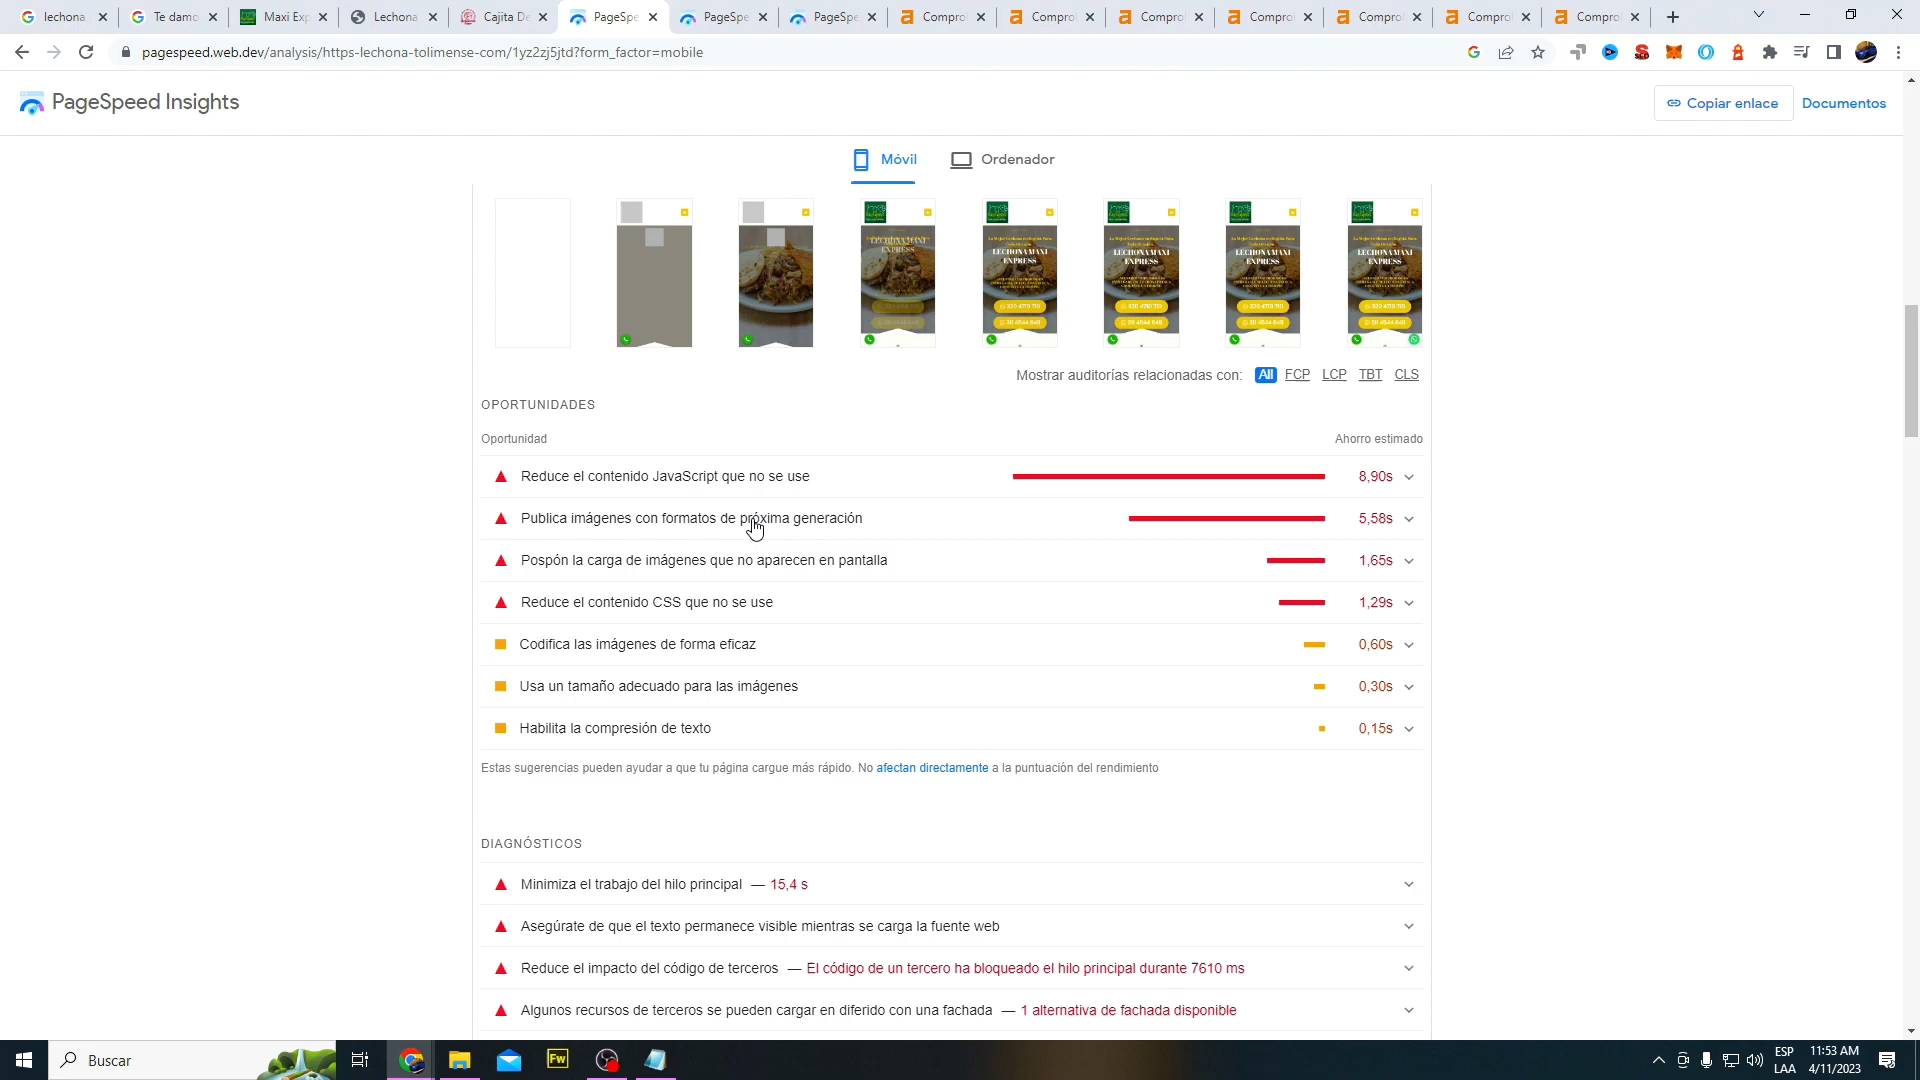 lechona
Te damo
Maxi Exp
Lechona
Cajita De
PageSpe
PageSpe
PageSpe
Compro
Compro
Compro
Compro
Compro
Compro
Compro
pagespeed.web.dev/analysis/https-lechona-tolimense-com/1yz2zj5jtd?form_factor=mobile
PageSpeed Insights
Copiar enlace
Documentos
Móvil
Ordenador
LECHONA MAXI
EXPRESS
320 4715 710
311 4544 848
Mostrar auditorías relacionadas con: All FCP LCP TBT CLS
OPORTUNIDADES
Oportunidad
Ahorro estimado
Reduce el contenido JavaScript que no se use 8,90s
Publica imágenes con formatos de próxima generación 5,58s
Pospón la carga de imágenes que no aparecen en pantalla 1,65s
Reduce el contenido CSS que no se use 1,29s
Codifica las imágenes de forma eficaz 0,60s
Usa un tamaño adecuado para las imágenes 0,30s
Habilita la compresión de texto 0,15s
Estas sugerencias pueden ayudar a que tu página cargue más rápido. No afectan directamente a la puntuación del rendimiento
DIAGNÓSTICOS
Minimiza el trabajo del hilo principal — 15,4 s
Asegúrate de que el texto permanece visible mientras se carga la fuente web
Reduce el impacto del código de terceros — El código de un tercero ha bloqueado el hilo principal durante 7610 ms
Algunos recursos de terceros se pueden cargar en diferido con una fachada — 1 alternativa de fachada disponible
Buscar
Fw
ESP
LAA
11:53 AM
4/11/2023